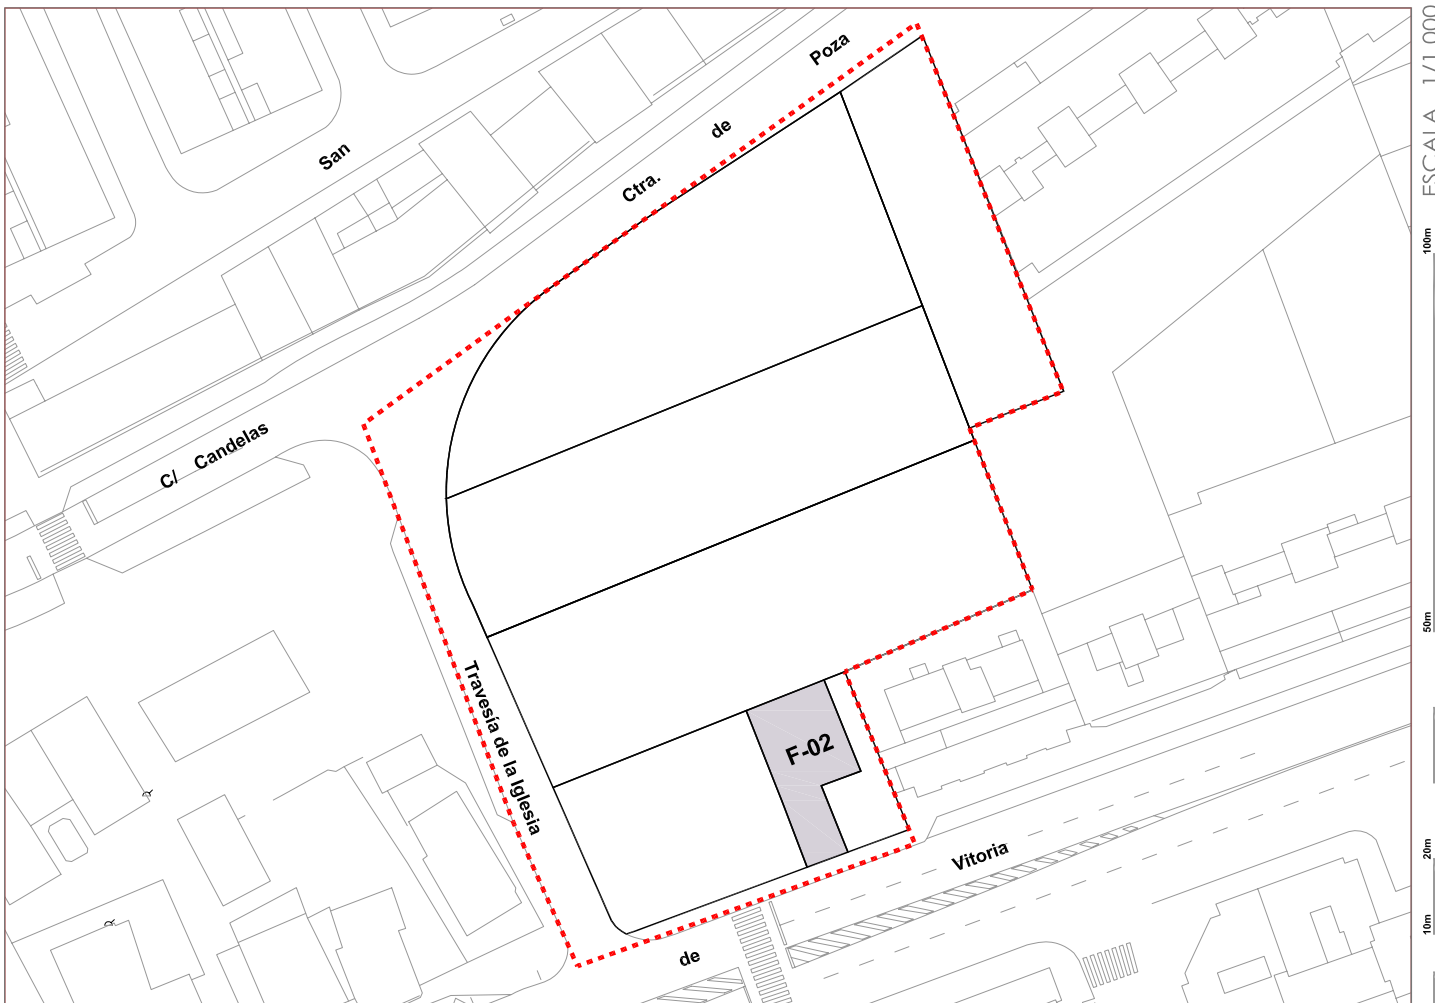 Poza
de
San
Ctra.
C/ Candelas
Travesía de la Iglesia
F-02
Vitoria
de
ESCALA 1/1.000
100m
50m
20m
10m